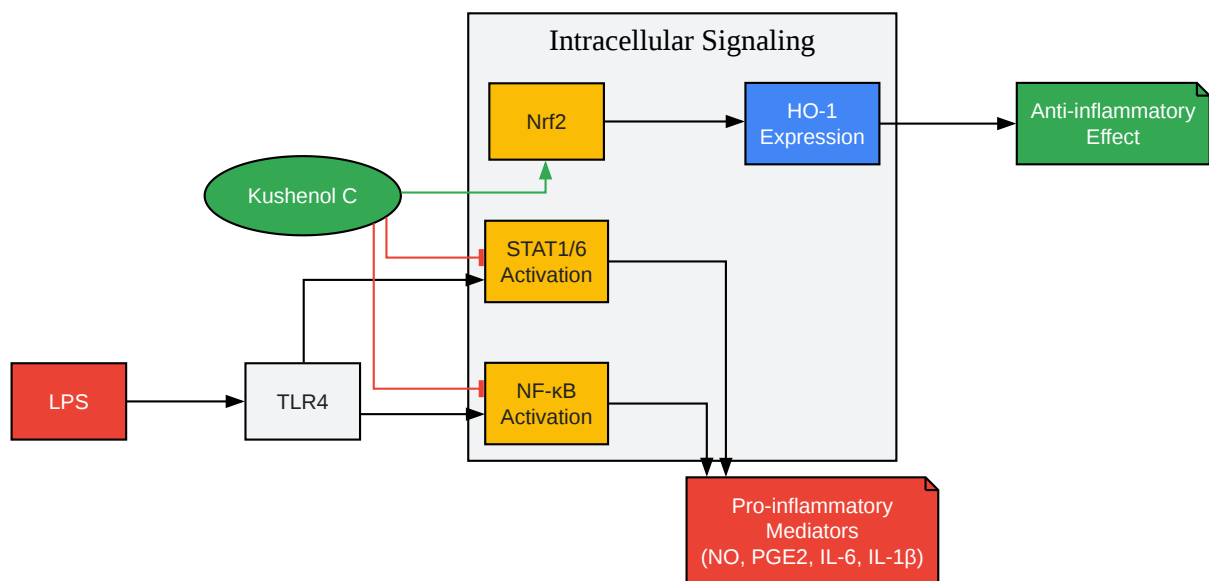 Intracellular Signaling
Nrf2
HO-1
Expression
Anti-inflammatory
Effect
Kushenol C
STAT1/6
Activation
LPS
TLR4
NF-κB
Activation
Pro-inflammatory
Mediators
(NO, PGE2, IL-6, IL-1β)